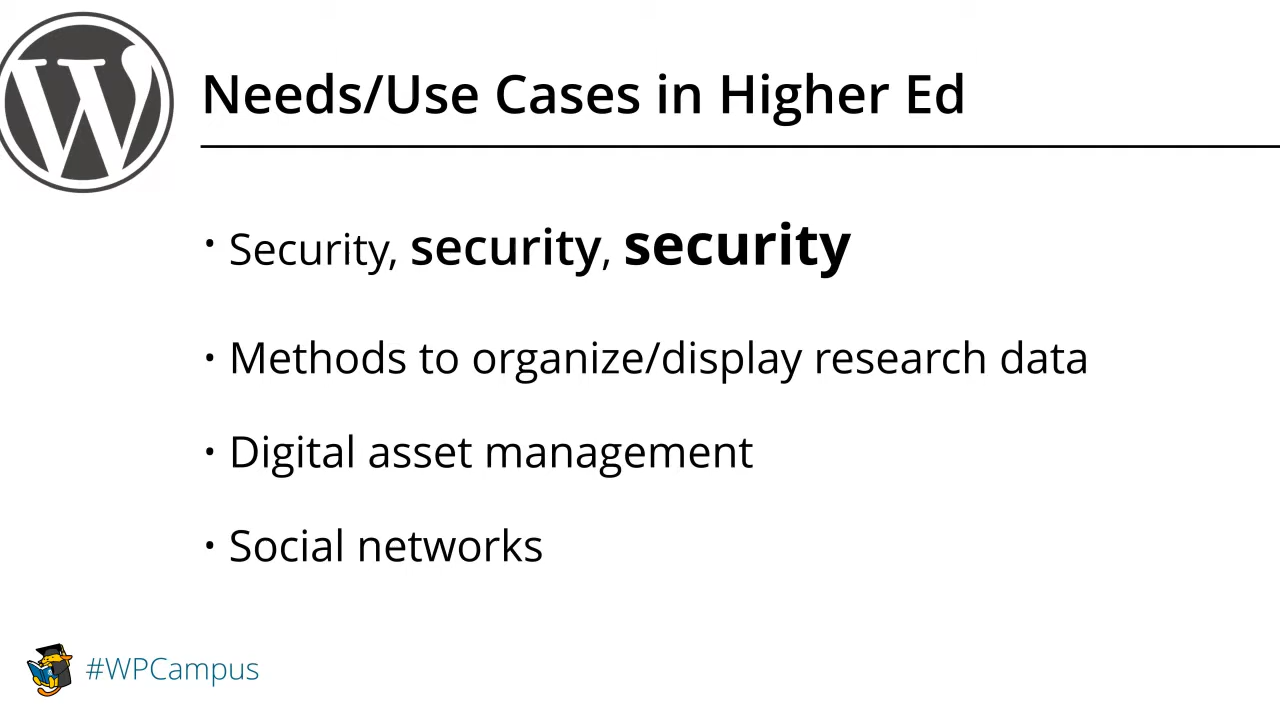 Needs/Use Cases in Higher Ed
• Security, security, security
• Methods to organize/display research data
• Digital asset management
• Social networks
#WPCampus